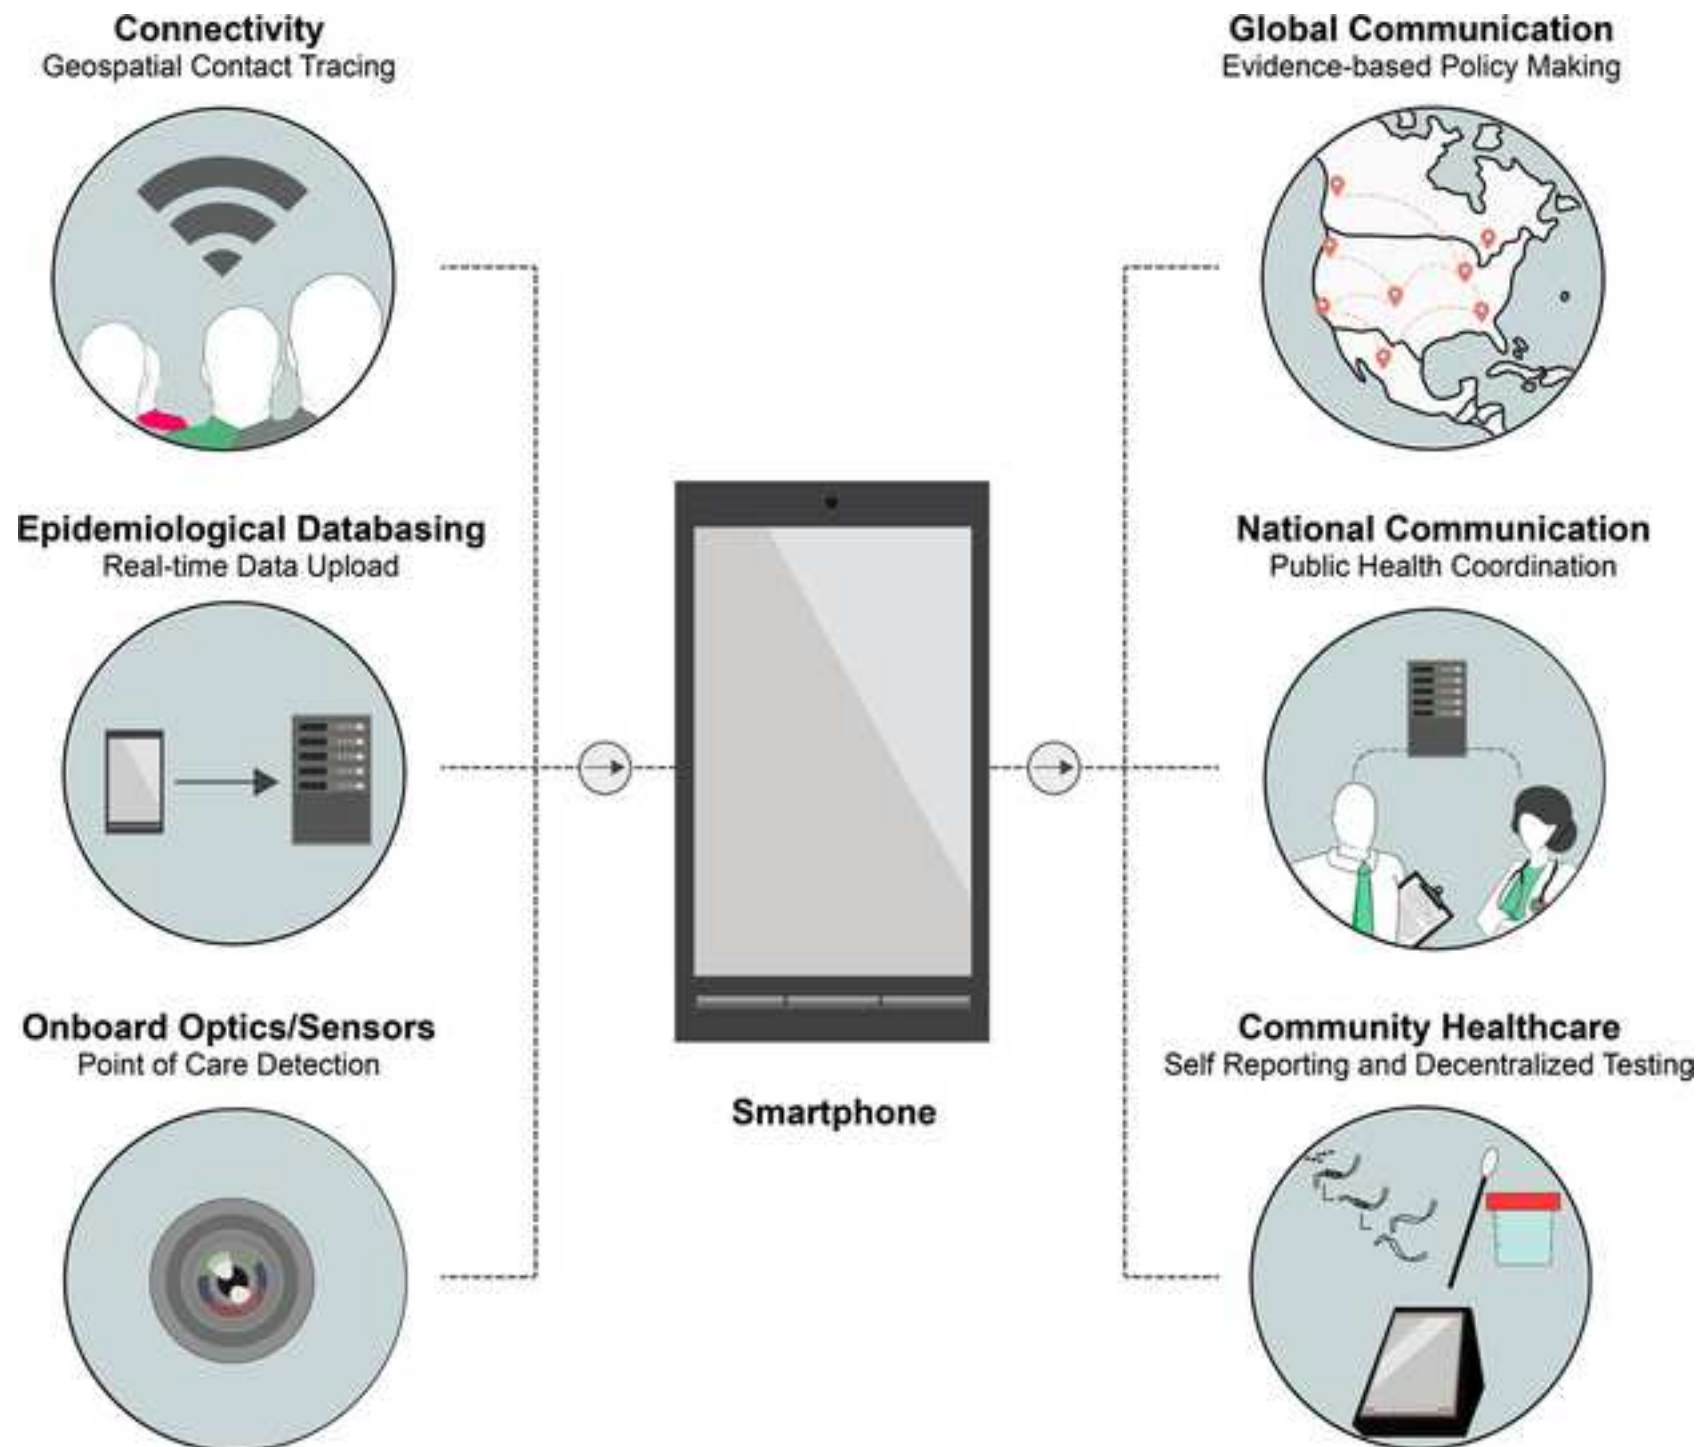 Connectivity
Geospatial Contact Tracing
Epidemiological Databasing
Real-time Data Upload
Onboard Optics/Sensors
Point of Care Detection
Smartphone
Global Communication
Evidence-based Policy Making
National Communication
Public Health Coordination
Community Healthcare
Self Reporting and Decentralized Testing